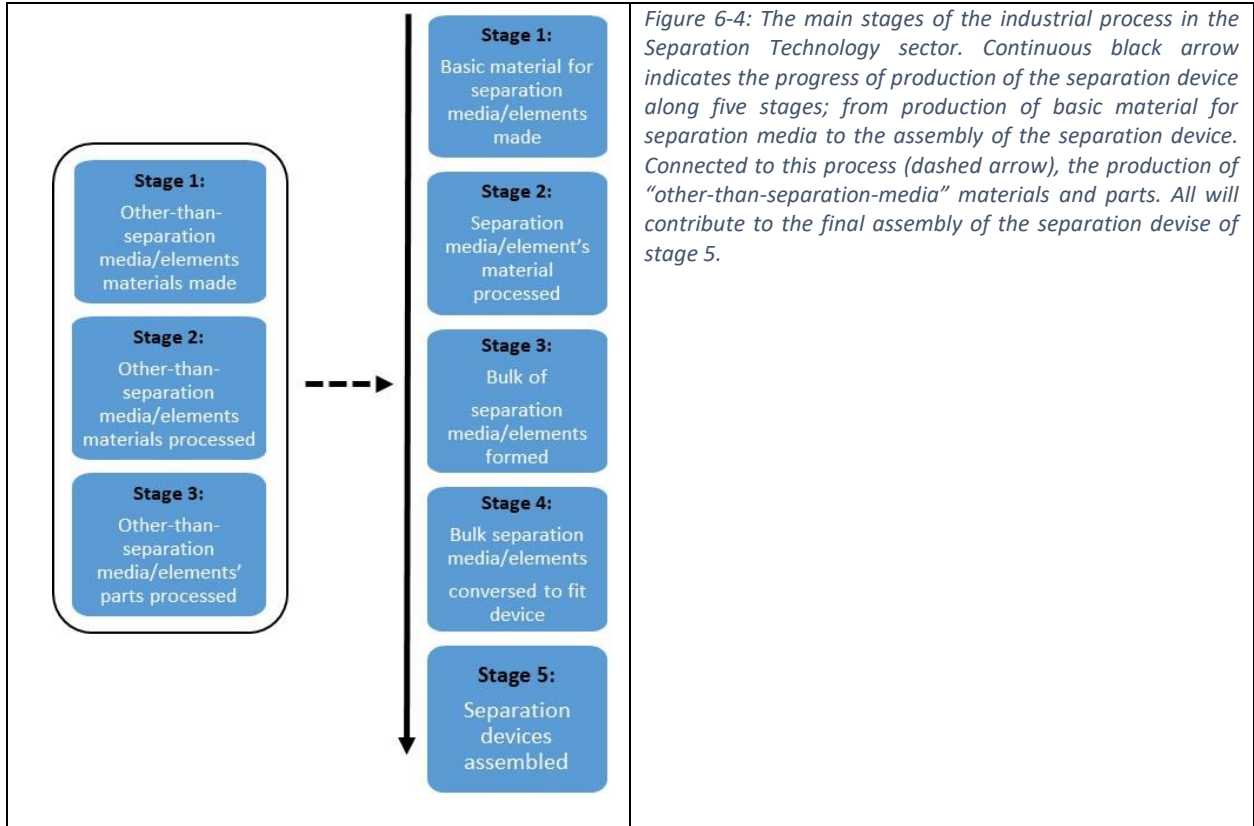 Stage 1:
Other-than-
separation
media/elements
materials made
Stage 2:
Other-than-
separation
media/elements
materials processed
Stage 3:
Other-than-
separation
media/elements’
parts processed
Stage 1:
Basic material for
separation
media/elements
made
Stage 2:
Separation
media/element’s
material
processed
Stage 3:
Bulk of
separation
media/elements
formed
Stage 4:
Bulk separation
media/elements
conversed to fit
device
Stage 5:
Separation
devices
assembled
Figure 6-4: The main stages of the industrial process in the
Separation Technology sector. Continuous black arrow
indicates the progress of production of the separation device
along five stages; from production of basic material for
separation media to the assembly of the separation device.
Connected to this process (dashed arrow), the production of
“other-than-separation-media” materials and parts. All will
contribute to the final assembly of the separation devise of
stage 5.